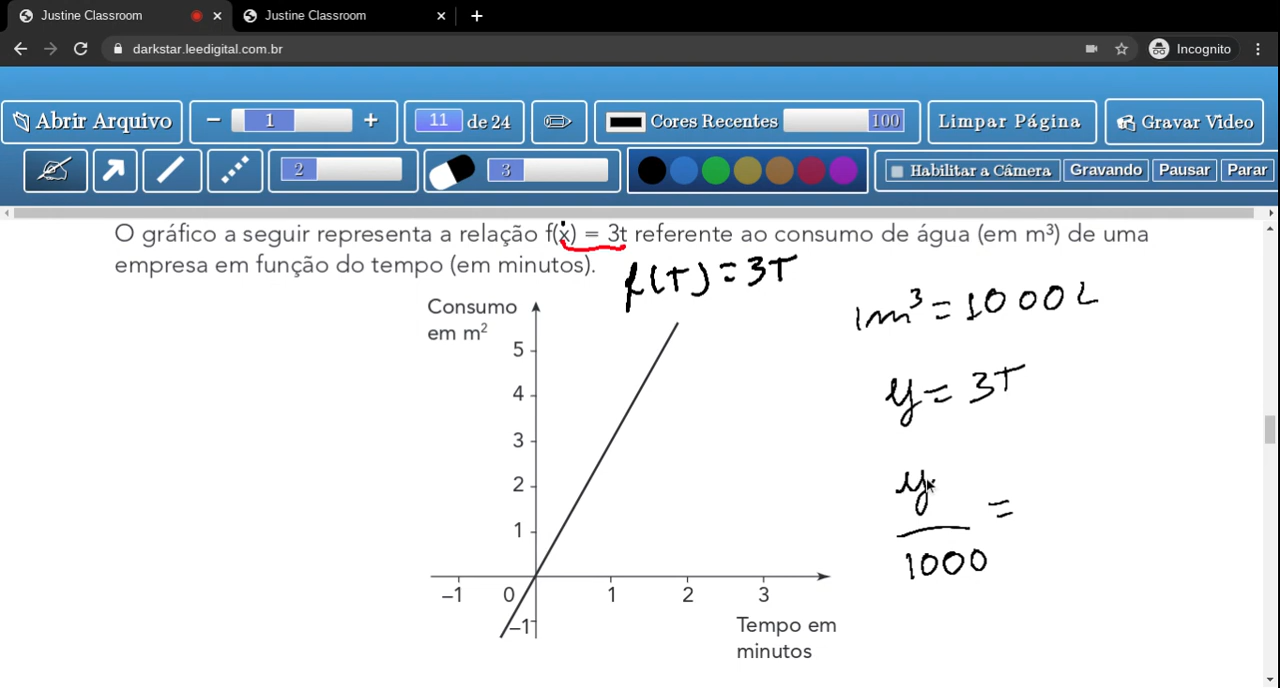 Justine Classroom
Justine Classroom
darkstar.leedigital.com.br
Incognito
Abrir Arquivo
− 1 +
11 de 24
Cores Recentes 100
Limpar Página
Gravar Video
2
3
Habilitar a Câmera
Gravando
Pausar
Parar
O gráfico a seguir representa a relação f(x) = 3t referente ao consumo de água (em m³) de uma
empresa em função do tempo (em minutos).
f(T) = 3T
Consumo
em m²
1m³ = 1000 L
5
4
y = 3T
3
2
y
1
=
1000
−1 0 1 2 3
−1
Tempo em
minutos